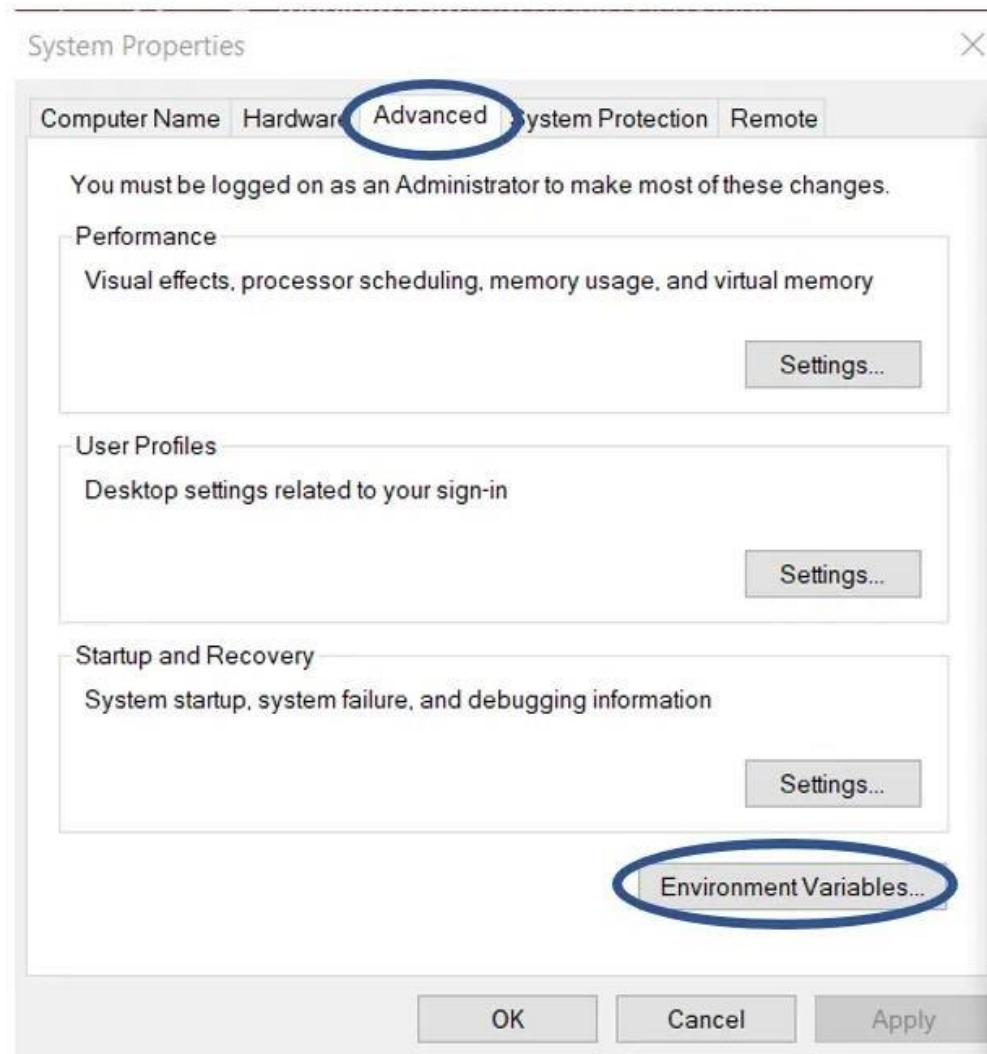 System Properties
Computer Name Hardware Advanced System Protection Remote
You must be logged on as an Administrator to make most of these changes.
Performance
Visual effects, processor scheduling, memory usage, and virtual memory
Settings...
User Profiles
Desktop settings related to your sign-in
Settings...
Startup and Recovery
System startup, system failure, and debugging information
Settings...
Environment Variables...
OK Cancel Apply